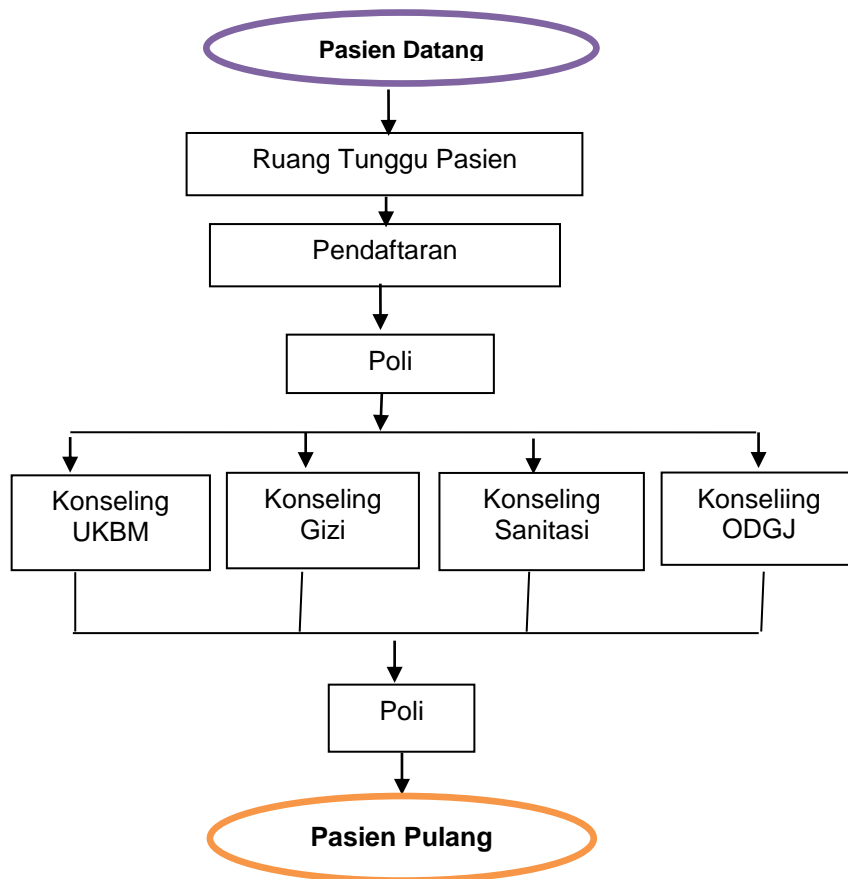 Pasien Datang
Ruang Tunggu Pasien
Pendaftaran
Poli
Konseling
UKBM
Konseling
Gizi
Konseling
Sanitasi
Konseliing
ODGJ
Poli
Pasien Pulang